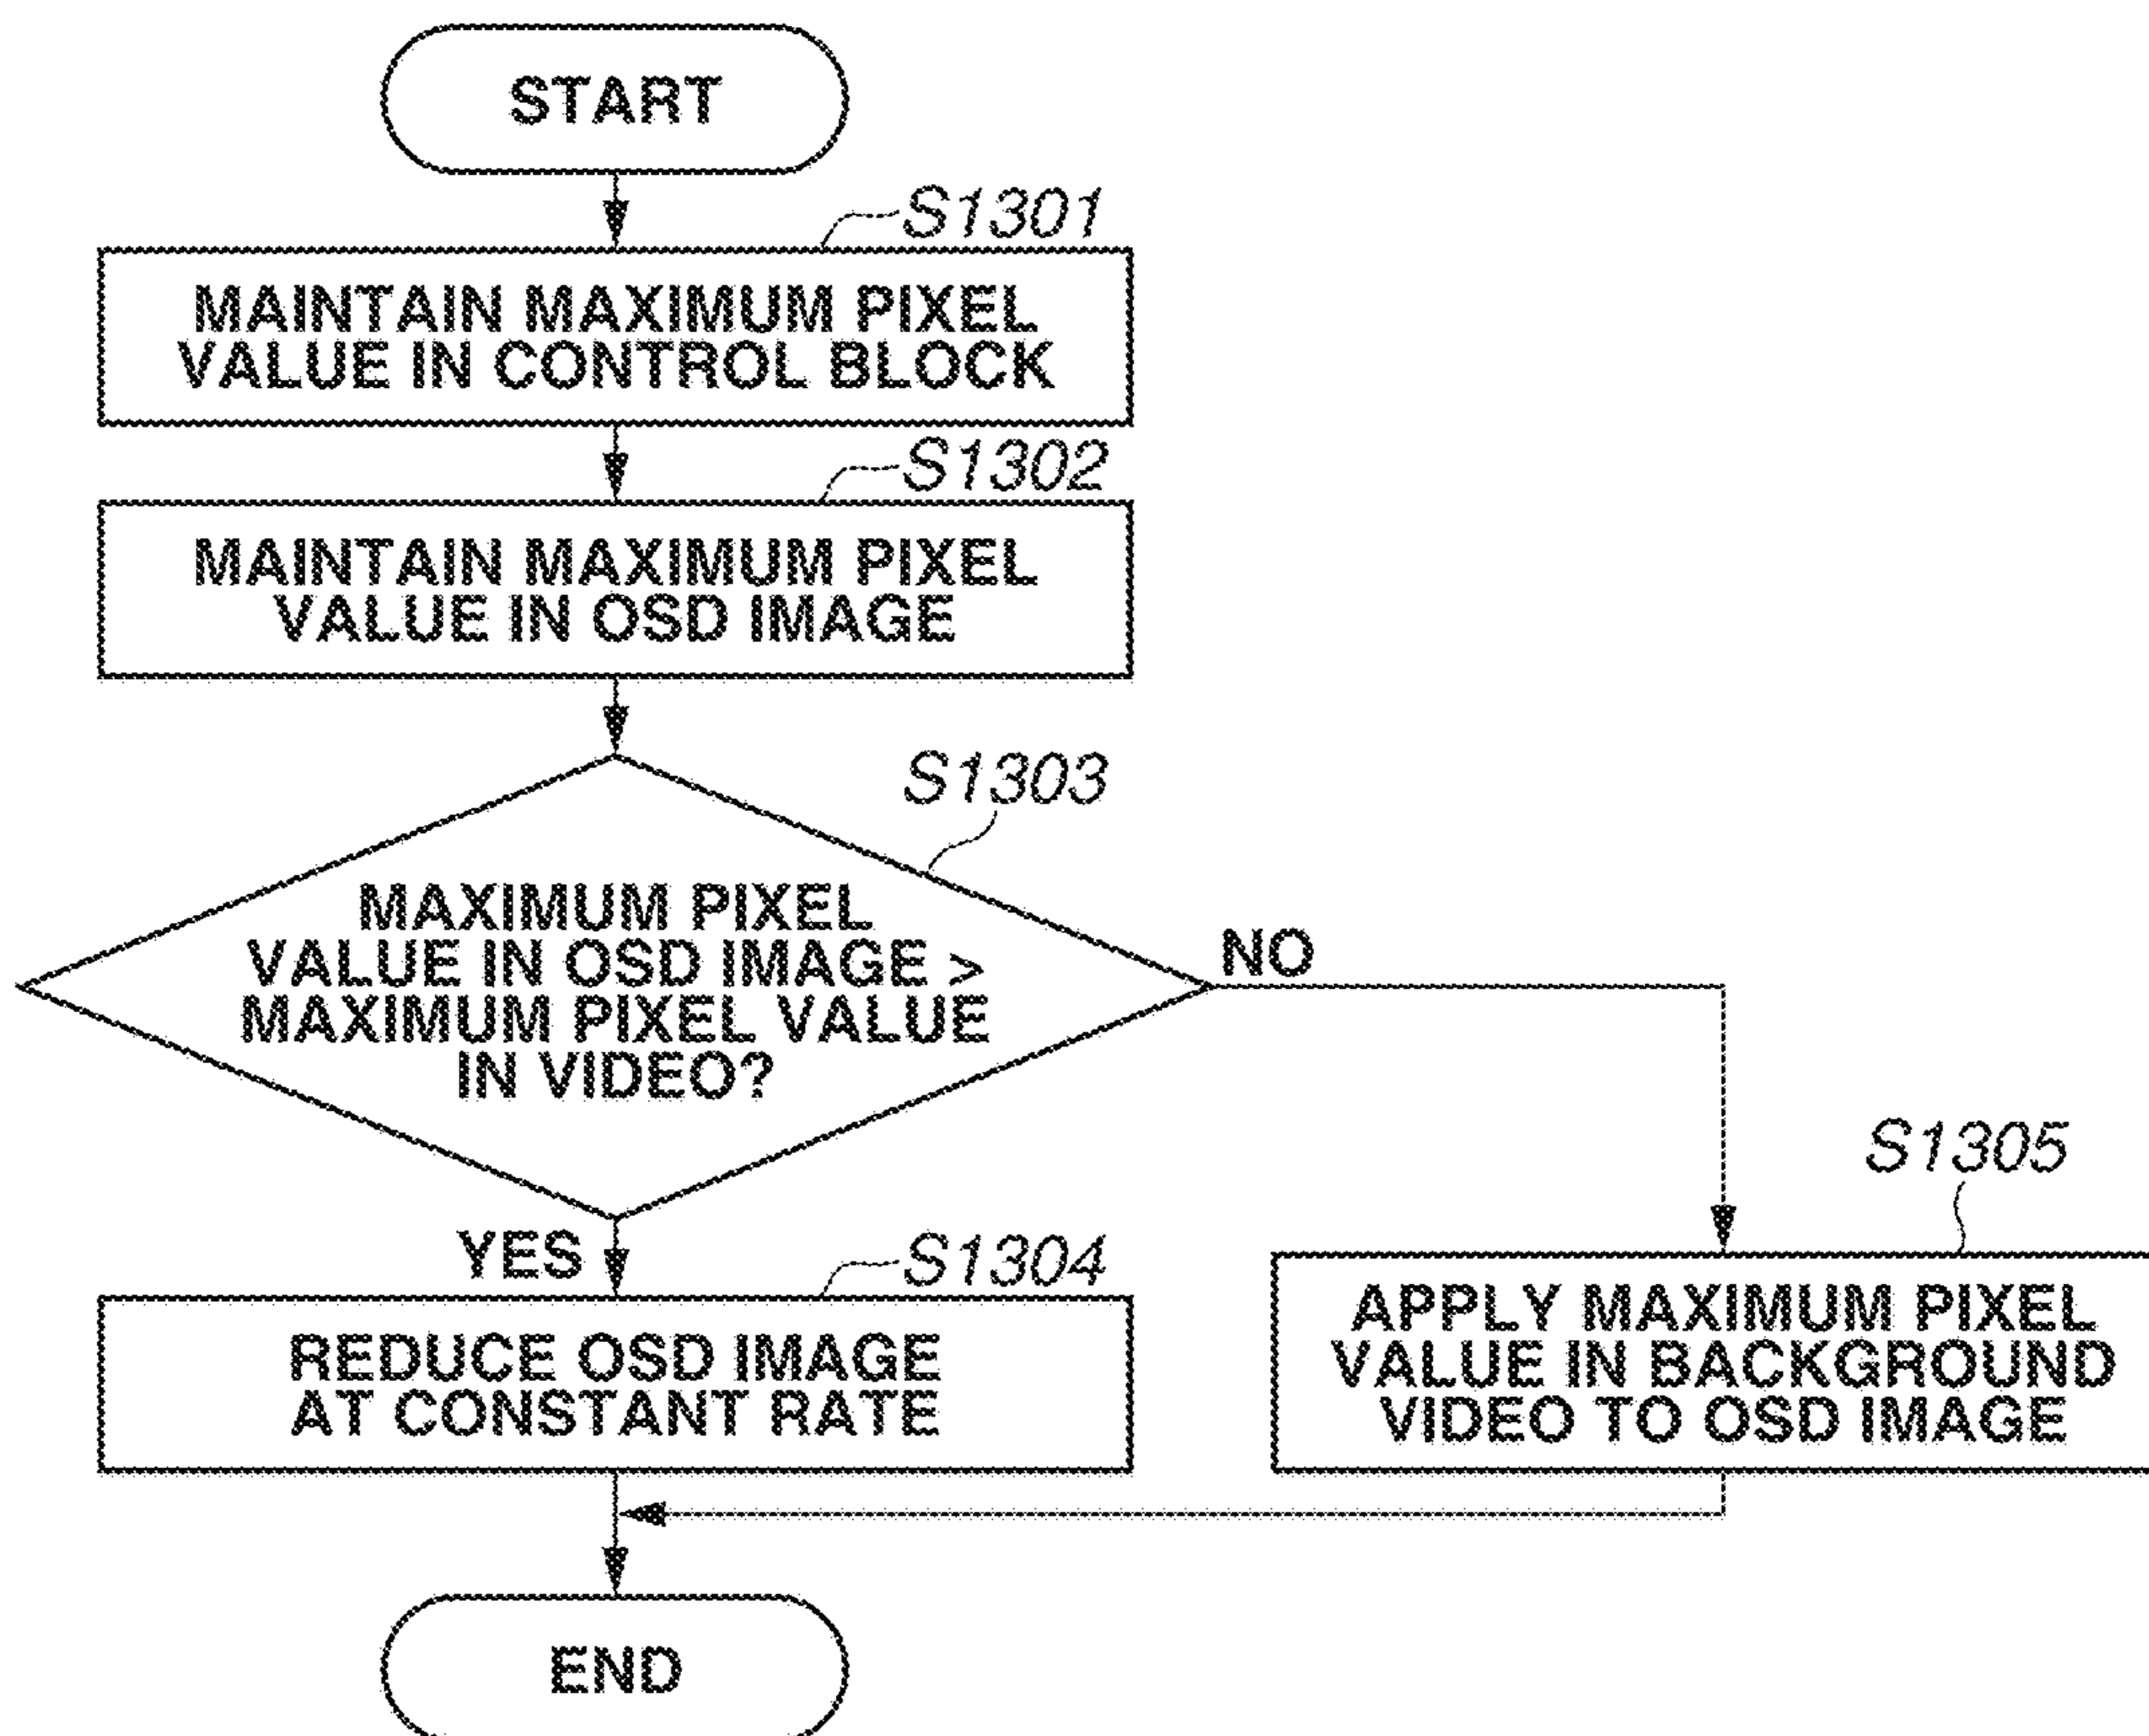 START
S1301
MAINTAIN MAXIMUM PIXEL
VALUE IN CONTROL BLOCK
S1302
MAINTAIN MAXIMUM PIXEL
VALUE IN OSD IMAGE
S1303
MAXIMUM PIXEL
VALUE IN OSD IMAGE >
MAXIMUM PIXEL VALUE
IN VIDEO?
NO
YES
S1304
REDUCE OSD IMAGE
AT CONSTANT RATE
S1305
APPLY MAXIMUM PIXEL
VALUE IN BACKGROUND
VIDEO TO OSD IMAGE
END